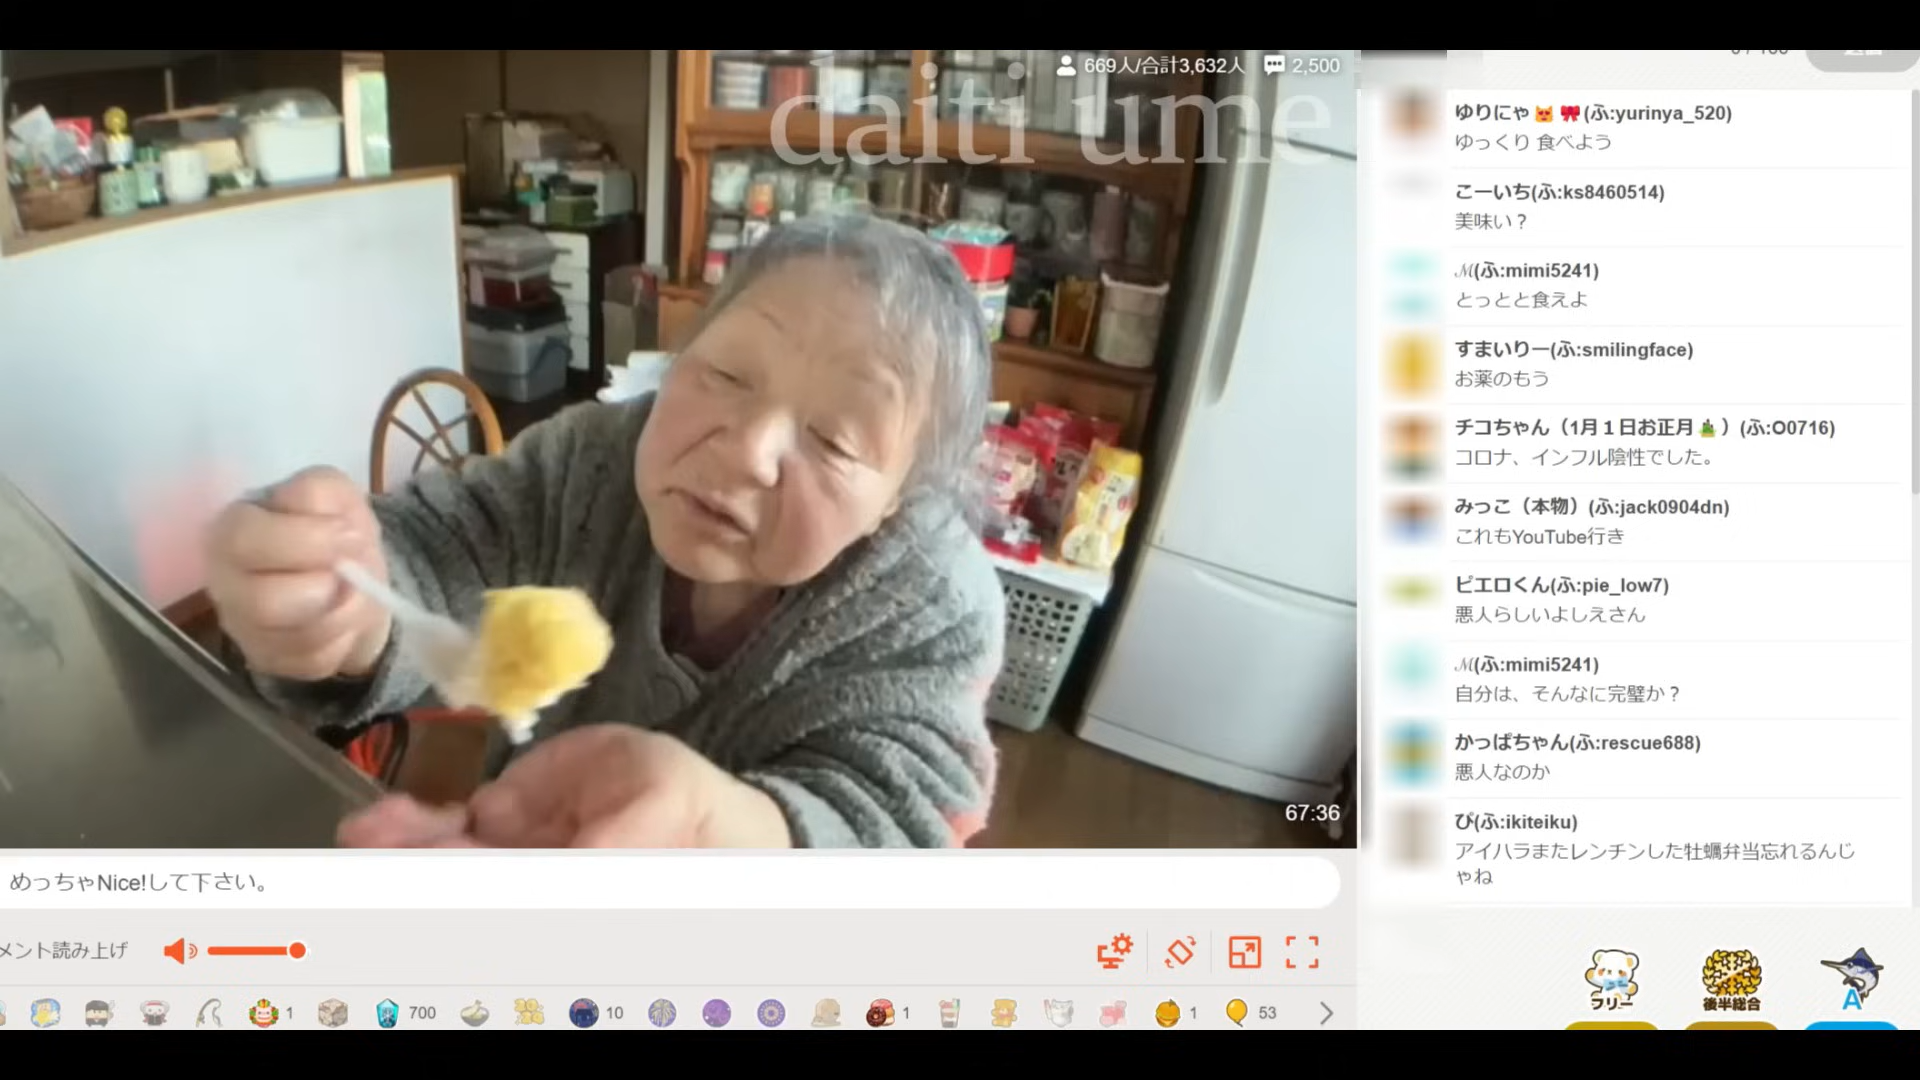 669人/合計3,632人 2,500
daiti ume
67:36
めっちゃNice!して下さい。
メント読み上げ
1
700
10
1
1
53
ゆりにゃ😻🎀(ふ:yurinya_520)
ゆっくり 食べよう
こーいち(ふ:ks8460514)
美味い？
ℳ(ふ:mimi5241)
とっとと食えよ
すまいりー(ふ:smilingface)
お薬のもう
チコちゃん（1月１日お正月🎍）(ふ:O0716)
コロナ、インフル陰性でした。
みっこ（本物）(ふ:jack0904dn)
これもYouTube行き
ピエロくん(ふ:pie_low7)
悪人らしいよしえさん
ℳ(ふ:mimi5241)
自分は、そんなに完璧か？
かっぱちゃん(ふ:rescue688)
悪人なのか
ぴ(ふ:ikiteiku)
アイハラまたレンチンした牡蠣弁当忘れるんじ
ゃね
フリー
後半総合
A